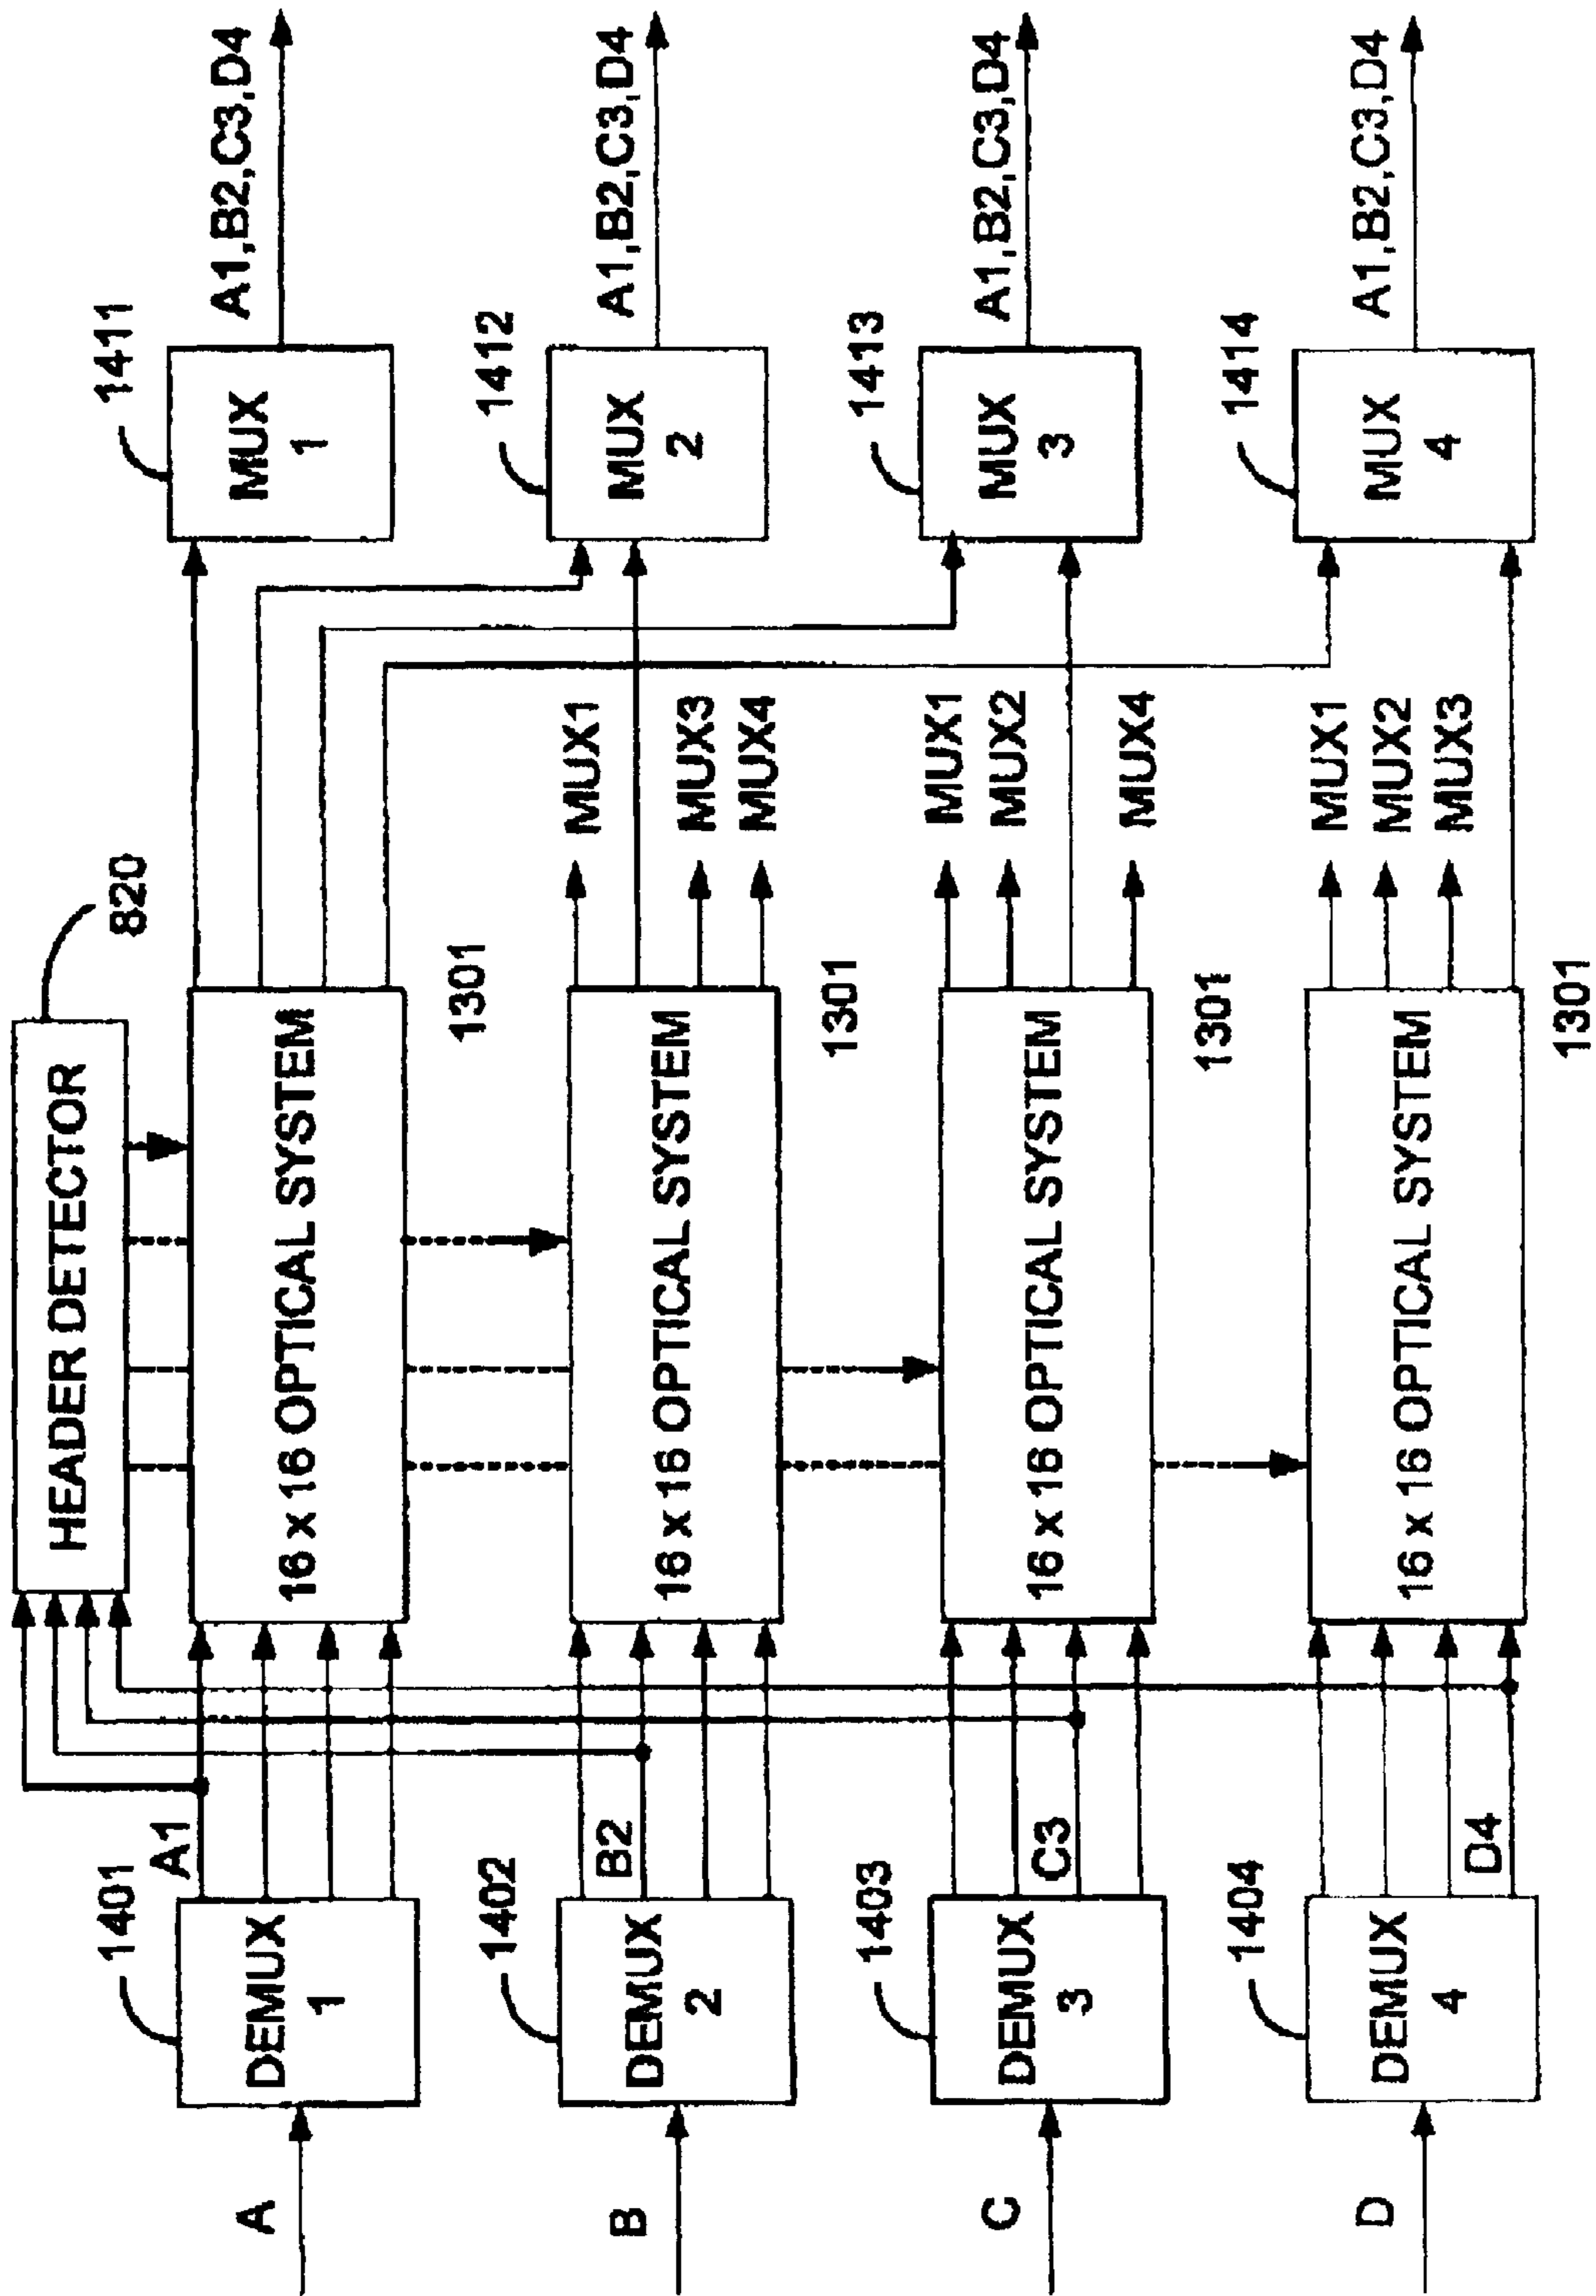 820
HEADER DETECTOR
A
1401
DEMUX
1
A1
16 x 16 OPTICAL SYSTEM
1301
1411
MUX
1
A1,B2,C3,D4
B
1402
DEMUX
2
B2
16 x 16 OPTICAL SYSTEM
1301
MUX1
MUX3
MUX4
1412
MUX
2
A1,B2,C3,D4
C
1403
DEMUX
3
C3
16 x 16 OPTICAL SYSTEM
1301
MUX1
MUX2
MUX4
1413
MUX
3
A1,B2,C3,D4
D
1404
DEMUX
4
D4
16 x 16 OPTICAL SYSTEM
1301
MUX1
MUX2
MUX3
1414
MUX
4
A1,B2,C3,D4